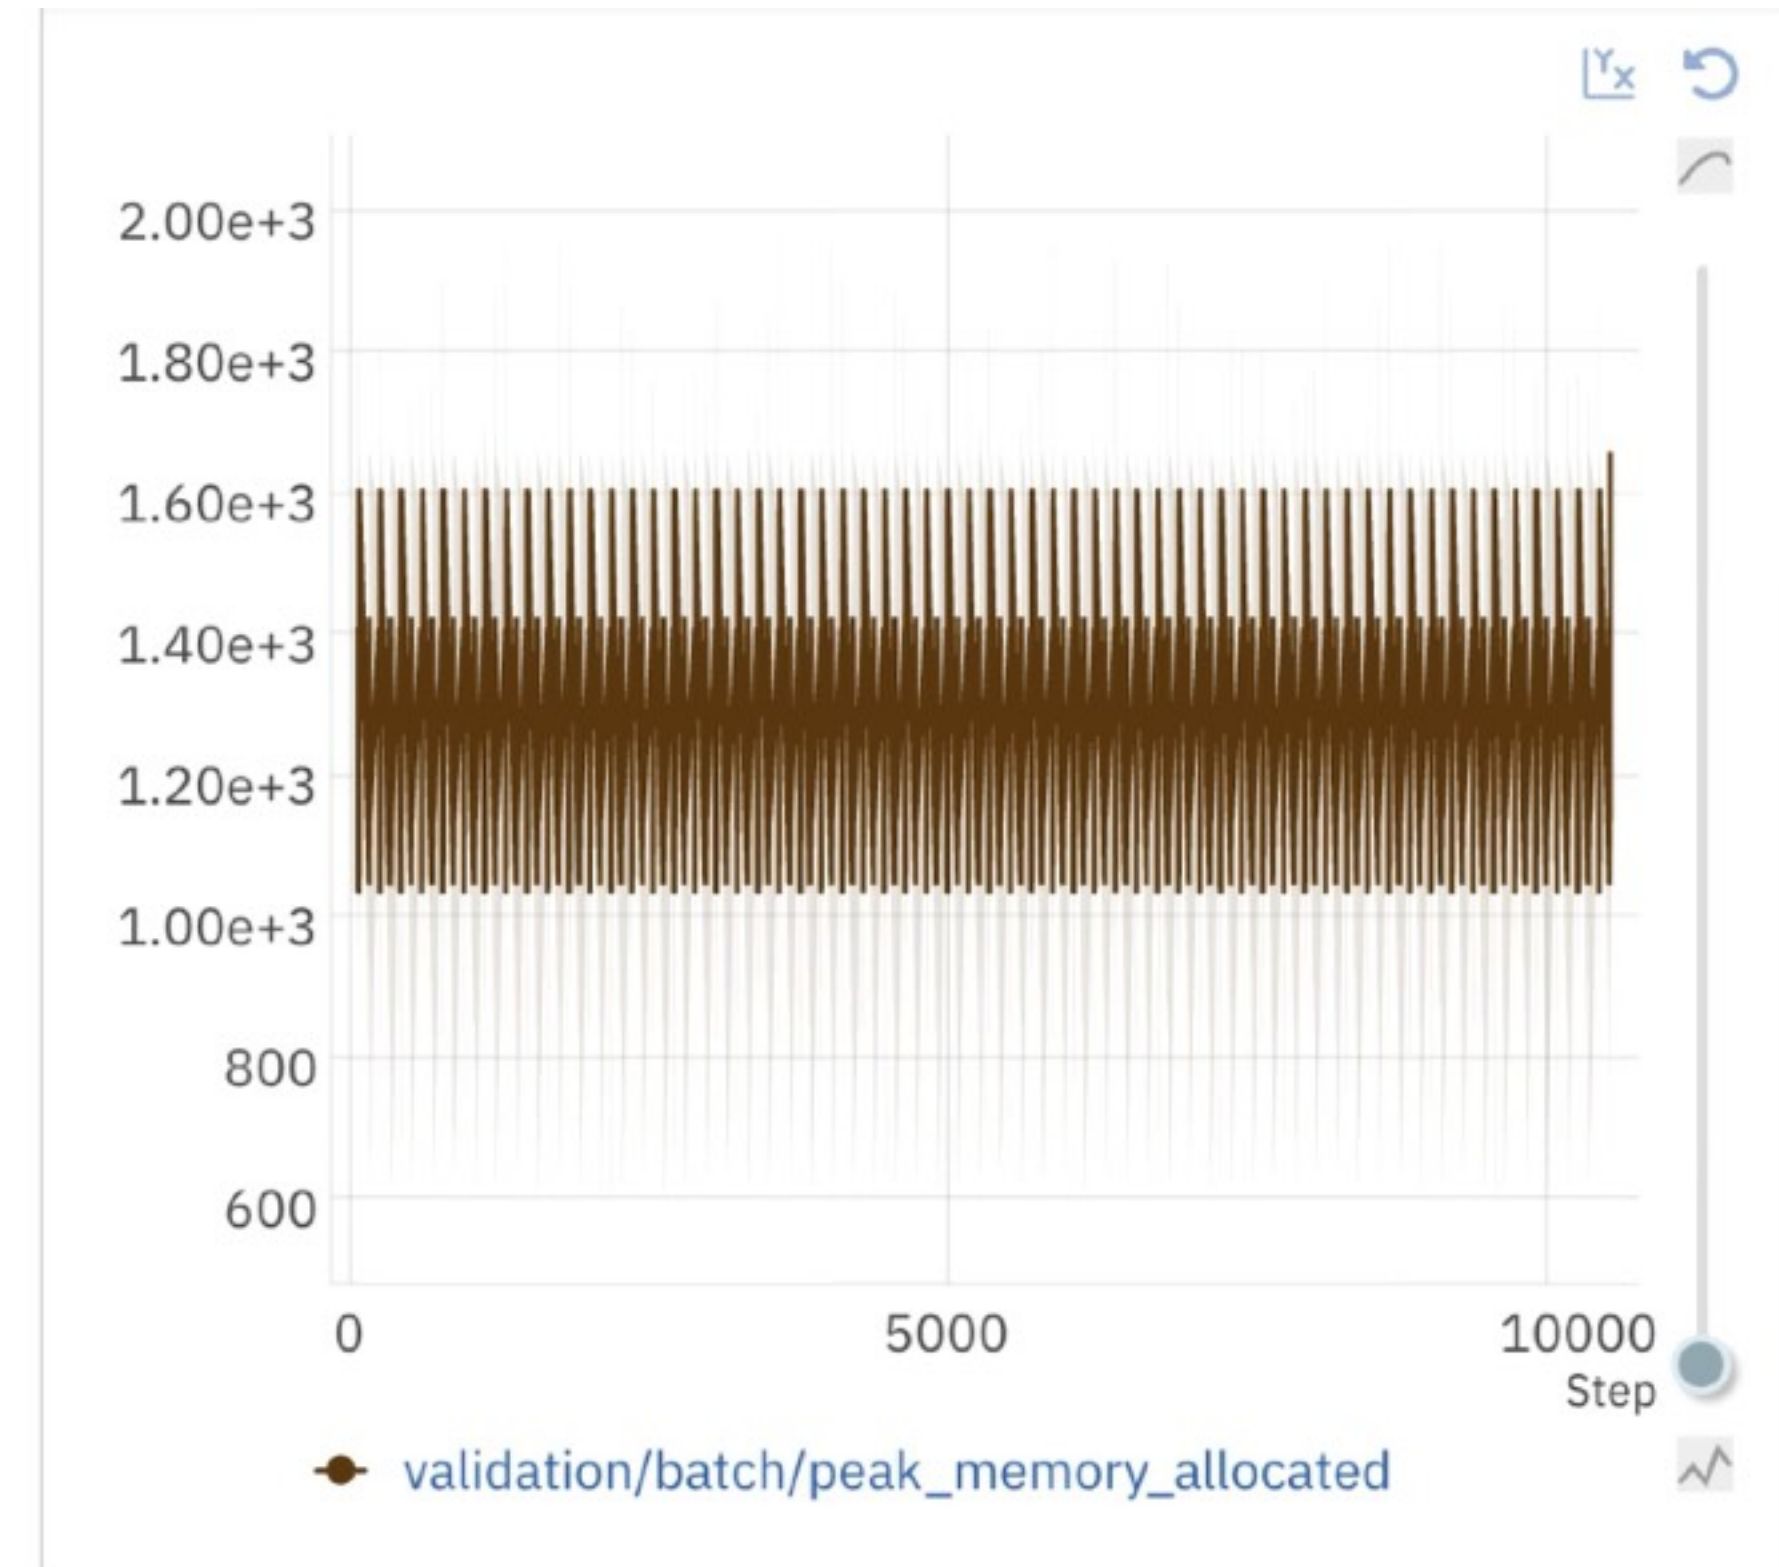 2.00e+3
1.80e+3
1.60e+3
1.40e+3
1.20e+3
1.00e+3
800
600
0 5000 10000
Step
validation/batch/peak_memory_allocated